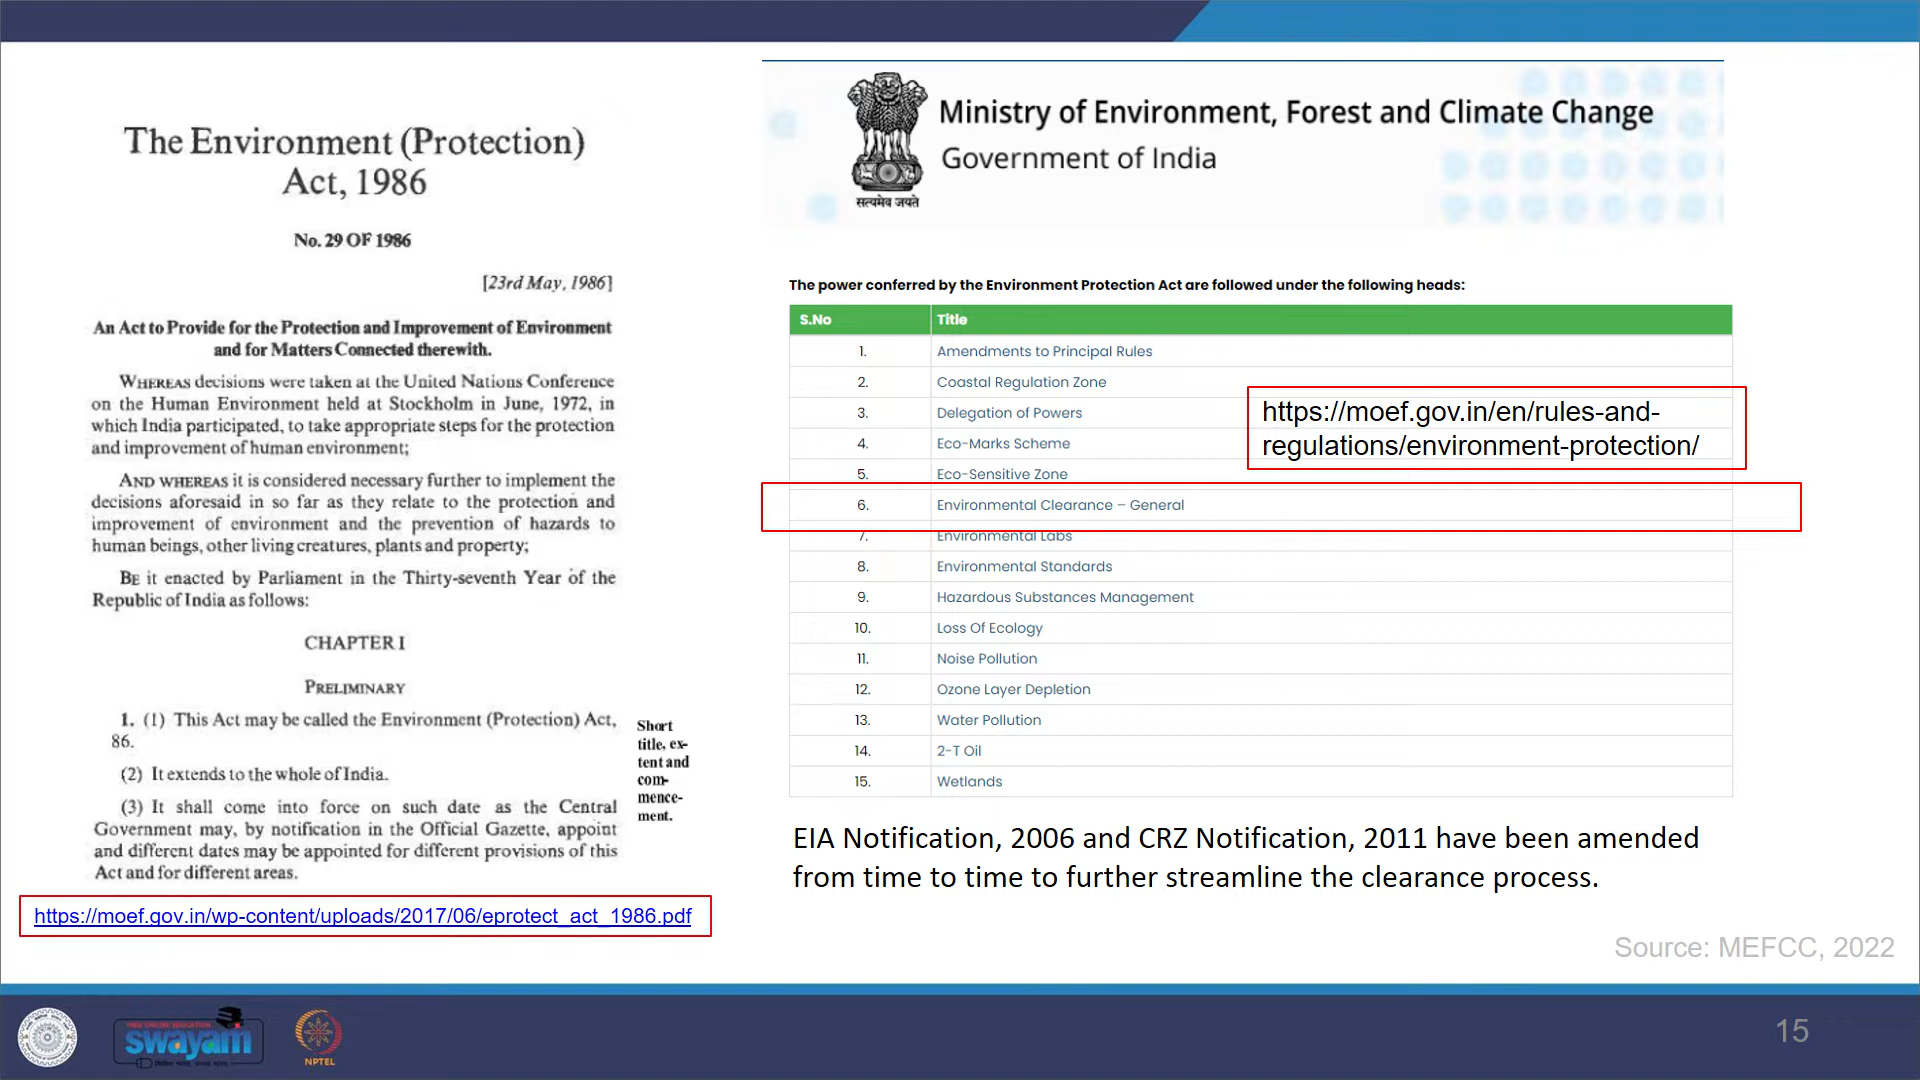 The Environment (Protection)
Act, 1986
No. 29 OF 1986
[23rd May, 1986]
An Act to Provide for the Protection and Improvement of Environment
and for Matters Connected therewith.
WHEREAS decisions were taken at the United Nations Conference
on the Human Environment held at Stockholm in June, 1972, in
which India participated, to take appropriate steps for the protection
and improvement of human environment;
AND WHEREAS it is considered necessary further to implement the
decisions aforesaid in so far as they relate to the protection and
improvement of environment and the prevention of hazards to
human beings, other living creatures, plants and property;
BE it enacted by Parliament in the Thirty-seventh Year of the
Republic of India as follows:
CHAPTER I
PRELIMINARY
1. (1) This Act may be called the Environment (Protection) Act,
86.
(2) It extends to the whole of India.
(3) It shall come into force on such date as the Central
Government may, by notification in the Official Gazette, appoint
and different dates may be appointed for different provisions of this
Act and for different areas.
Short
title, ex-
tent and
com-
mence-
ment.
https://moef.gov.in/wp-content/uploads/2017/06/eprotect_act_1986.pdf
सत्यमेव जयते
Ministry of Environment, Forest and Climate Change
Government of India
The power conferred by the Environment Protection Act are followed under the following heads:
S.No Title
1. Amendments to Principal Rules
2. Coastal Regulation Zone
3. Delegation of Powers
4. Eco-Marks Scheme
5. Eco-Sensitive Zone
6. Environmental Clearance – General
7. Environmental Labs
8. Environmental Standards
9. Hazardous Substances Management
10. Loss Of Ecology
11. Noise Pollution
12. Ozone Layer Depletion
13. Water Pollution
14. 2-T Oil
15. Wetlands
https://moef.gov.in/en/rules-and-
regulations/environment-protection/
EIA Notification, 2006 and CRZ Notification, 2011 have been amended
from time to time to further streamline the clearance process.
Source: MEFCC, 2022
FREE ONLINE EDUCATION
swayam
NPTEL
15